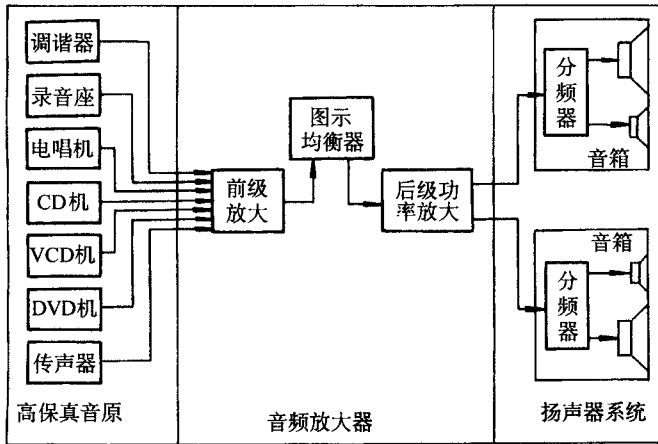 调谐器
录音座
电唱机
CD机
VCD机
DVD机
传声器
高保真音原
前级
放大
图示
均衡器
后级功
率放大
音频放大器
分
频
器
音箱
音箱
分
频
器
扬声器系统